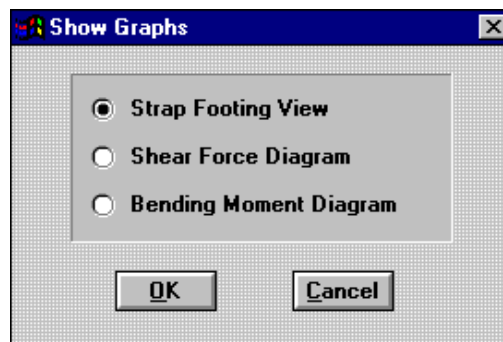 Show Graphs
Strap Footing View
Shear Force Diagram
Bending Moment Diagram
OK
Cancel